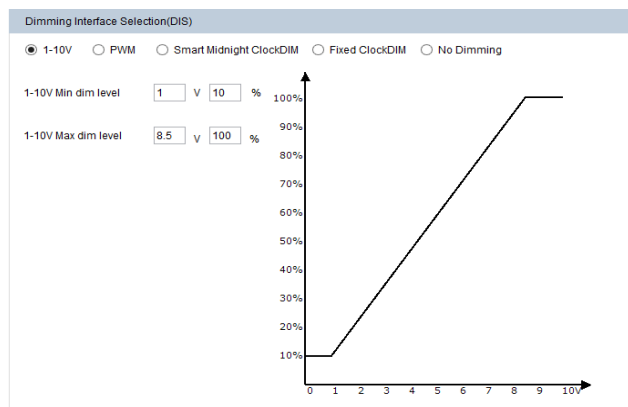 Dimming Interface Selection(DIS)
1-10V PWM Smart Midnight ClockDIM Fixed ClockDIM No Dimming
1-10V Min dim level 1 V 10 %
1-10V Max dim level 8.5 V 100 %
100%
90%
80%
70%
60%
50%
40%
30%
20%
10%
0 1 2 3 4 5 6 7 8 9 10V